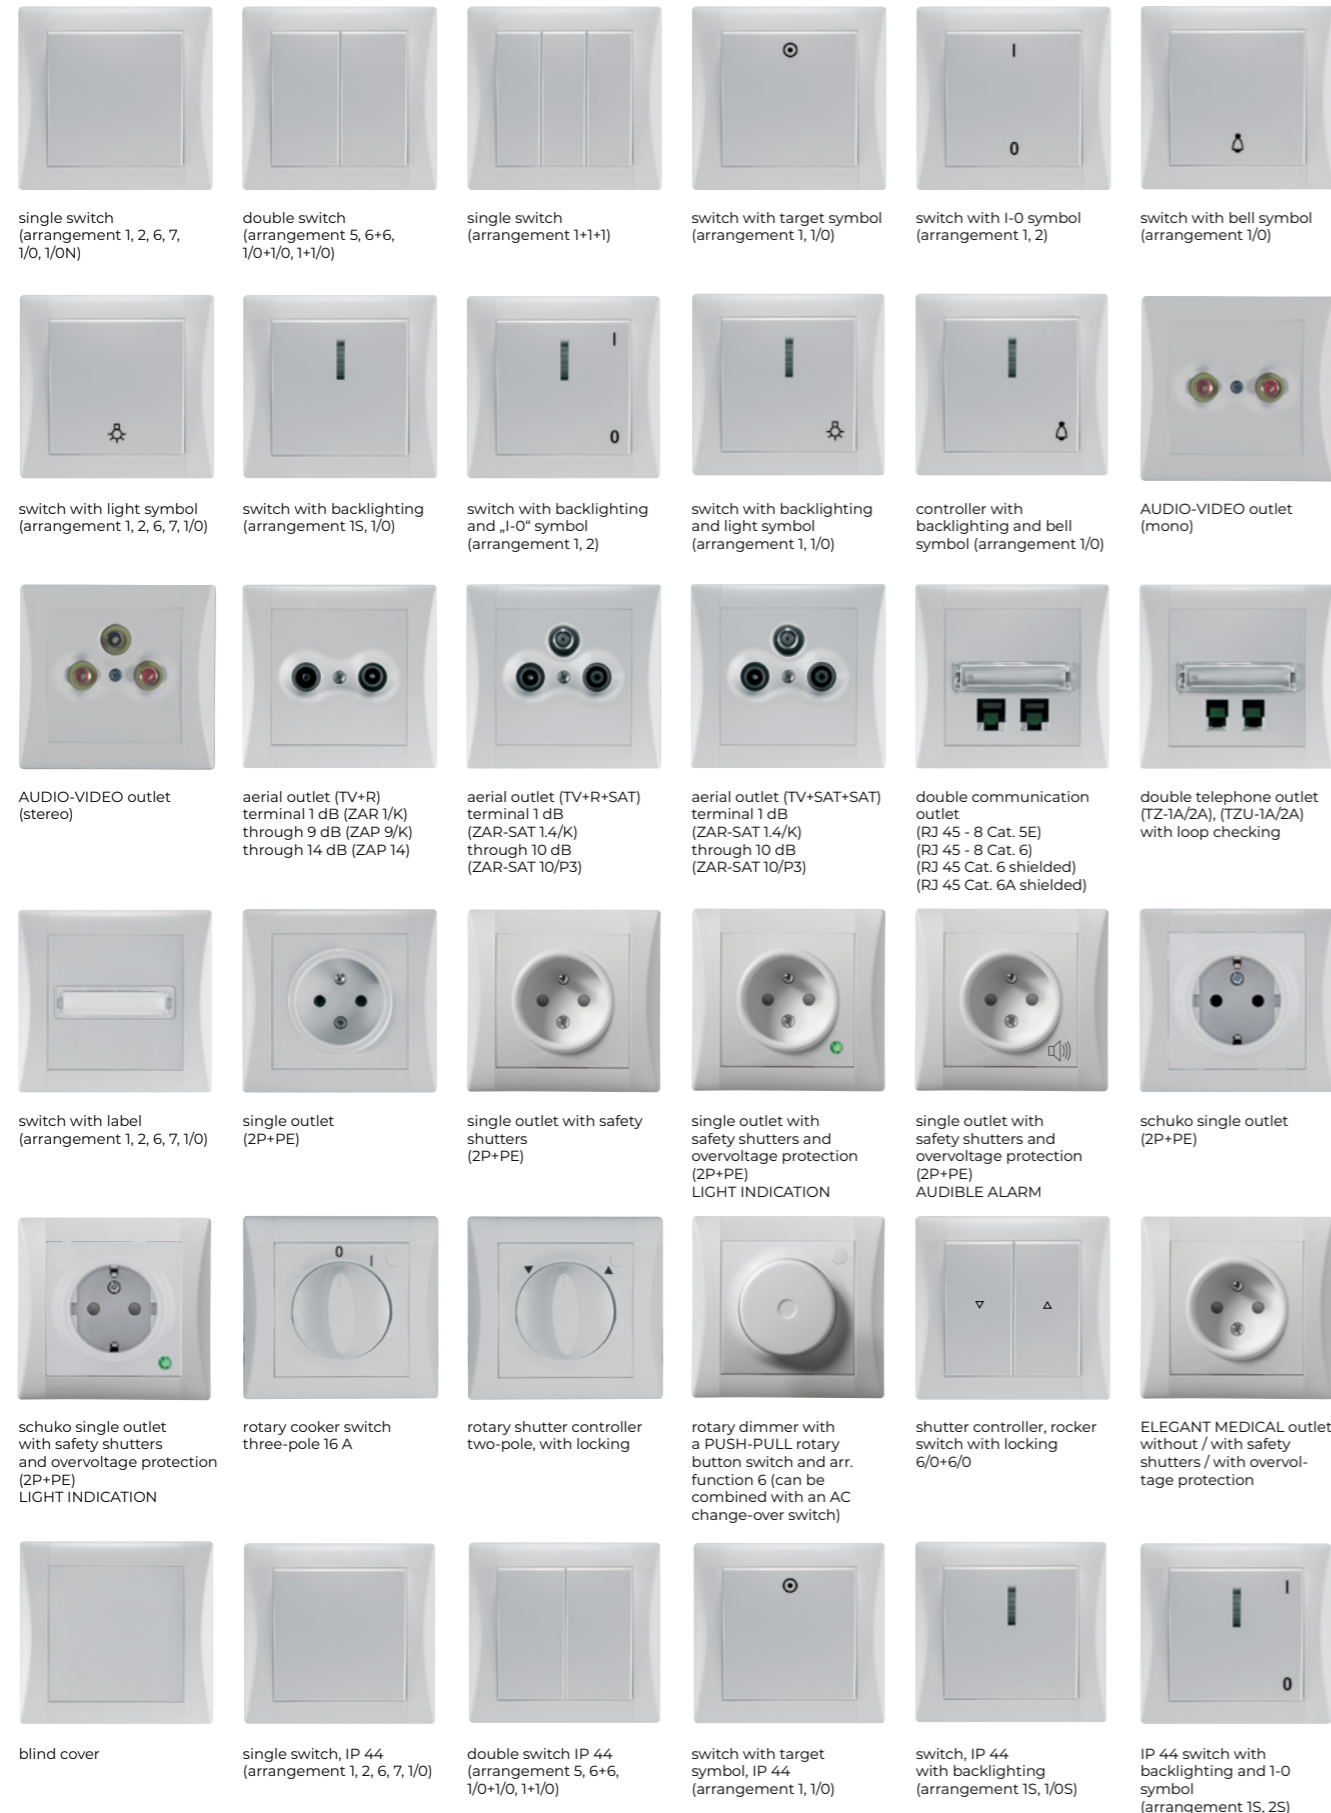 I
0
single switch
(arrangement 1, 2, 6, 7,
1/0, 1/0N)
double switch
(arrangement 5, 6+6,
1/0+1/0, 1+1/0)
single switch
(arrangement 1+1+1)
switch with target symbol
(arrangement 1, 1/0)
switch with I-0 symbol
(arrangement 1, 2)
switch with bell symbol
(arrangement 1/0)
I
0
switch with light symbol
(arrangement 1, 2, 6, 7, 1/0)
switch with backlighting
(arrangement 1S, 1/0)
switch with backlighting
and „I-0“ symbol
(arrangement 1, 2)
switch with backlighting
and light symbol
(arrangement 1, 1/0)
controller with
backlighting and bell
symbol (arrangement 1/0)
AUDIO-VIDEO outlet
(mono)
AUDIO-VIDEO outlet
(stereo)
aerial outlet (TV+R)
terminal 1 dB (ZAR 1/K)
through 9 dB (ZAP 9/K)
through 14 dB (ZAP 14)
aerial outlet (TV+R+SAT)
terminal 1 dB
(ZAR-SAT 1.4/K)
through 10 dB
(ZAR-SAT 10/P3)
aerial outlet (TV+SAT+SAT)
terminal 1 dB
(ZAR-SAT 1.4/K)
through 10 dB
(ZAR-SAT 10/P3)
double communication
outlet
(RJ 45 - 8 Cat. 5E)
(RJ 45 - 8 Cat. 6)
(RJ 45 Cat. 6 shielded)
(RJ 45 Cat. 6A shielded)
double telephone outlet
(TZ-1A/2A), (TZU-1A/2A)
with loop checking
switch with label
(arrangement 1, 2, 6, 7, 1/0)
single outlet
(2P+PE)
single outlet with safety
shutters
(2P+PE)
single outlet with
safety shutters and
overvoltage protection
(2P+PE)
LIGHT INDICATION
single outlet with
safety shutters and
overvoltage protection
(2P+PE)
AUDIBLE ALARM
schuko single outlet
(2P+PE)
0
I
schuko single outlet
with safety shutters
and overvoltage protection
(2P+PE)
LIGHT INDICATION
rotary cooker switch
three-pole 16 A
rotary shutter controller
two-pole, with locking
rotary dimmer with
a PUSH-PULL rotary
button switch and arr.
function 6 (can be
combined with an AC
change-over switch)
shutter controller, rocker
switch with locking
6/0+6/0
ELEGANT MEDICAL outlet
without / with safety
shutters / with overvol-
tage protection
I
0
blind cover
single switch, IP 44
(arrangement 1, 2, 6, 7, 1/0)
double switch IP 44
(arrangement 5, 6+6,
1/0+1/0, 1+1/0)
switch with target
symbol, IP 44
(arrangement 1, 1/0)
switch, IP 44
with backlighting
(arrangement 1S, 1/0S)
IP 44 switch with
backlighting and 1-0
symbol
(arrangement 1S, 2S)